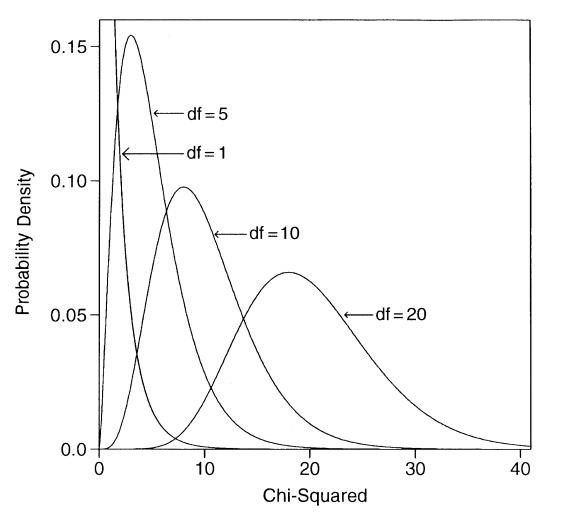 0.15
df = 5
df = 1
0.10
df = 10
0.05
df = 20
0.0
0 10 20 30 40
Probability Density
Chi-Squared